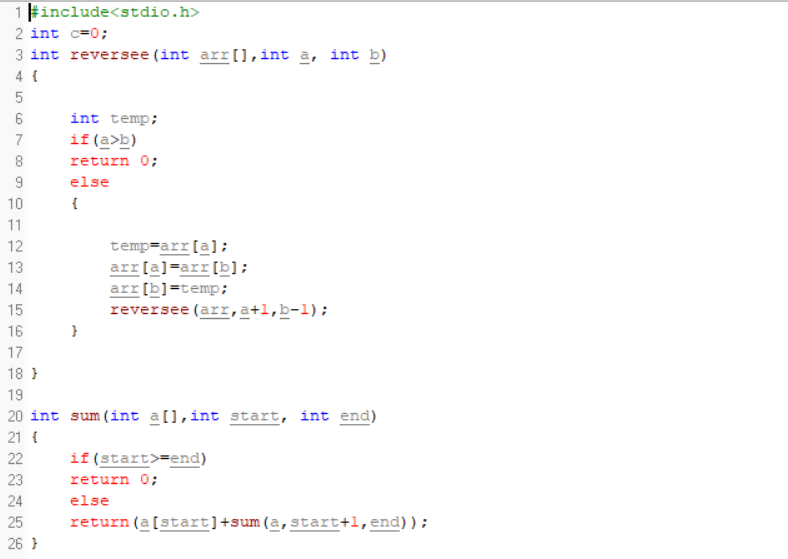 1 #include<stdio.h>
2 int c=0;
3 int reversee(int arr[],int a, int b)
4 {
5
6 int temp;
7 if(a>b)
8 return 0;
9 else
10 {
11
12 temp=arr[a];
13 arr[a]=arr[b];
14 arr[b]=temp;
15 reversee(arr,a+1,b-1);
16 }
17
18 }
19
20 int sum(int a[],int start, int end)
21 {
22 if(start>=end)
23 return 0;
24 else
25 return(a[start]+sum(a,start+1,end));
26 }